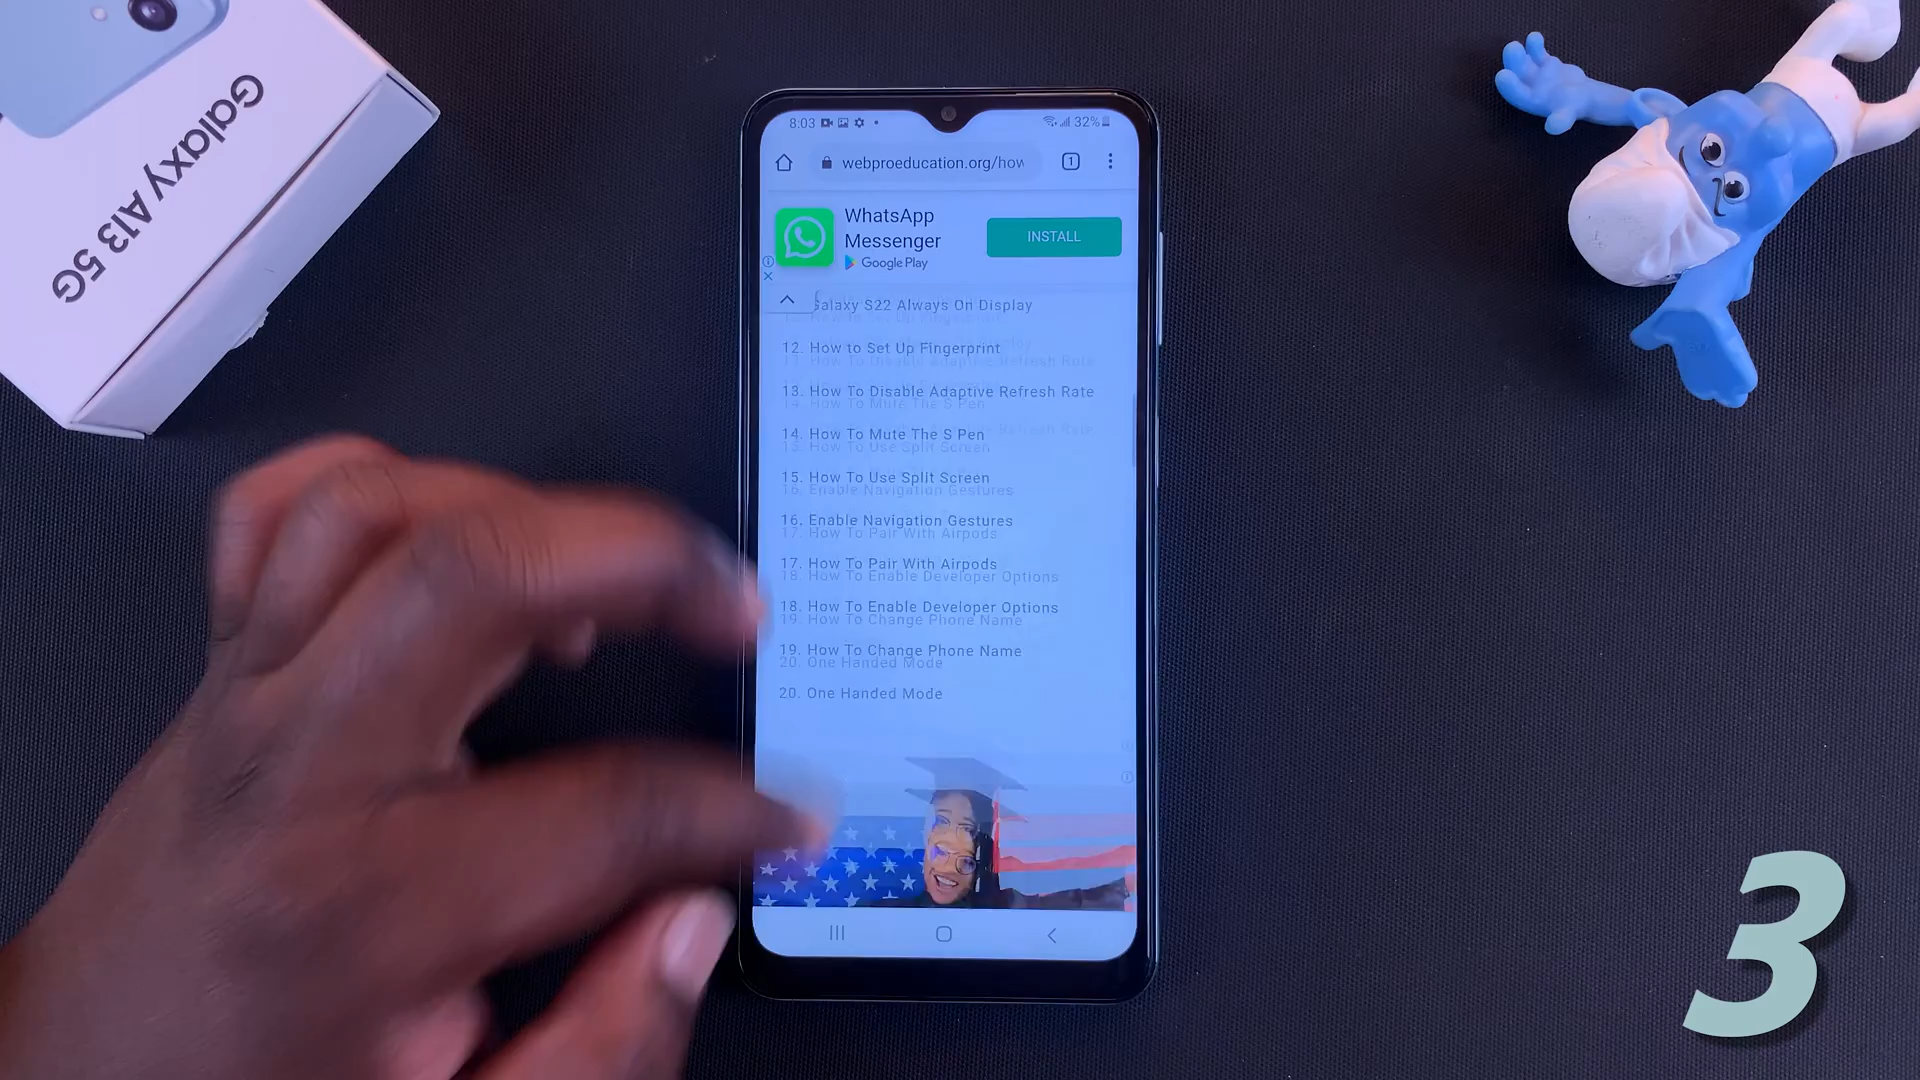 Galaxy A13 5G
8:03
32%
webproeducation.org/how
1
WhatsApp
Messenger
Google Play
INSTALL
Galaxy S22 Always On Display
12. How to Set Up Fingerprint
13. How To Disable Adaptive Refresh Rate
14. How To Mute The S Pen
15. How To Use Split Screen
16. Enable Navigation Gestures
17. How To Pair With Airpods
18. How To Enable Developer Options
19. How To Change Phone Name
20. One Handed Mode
3